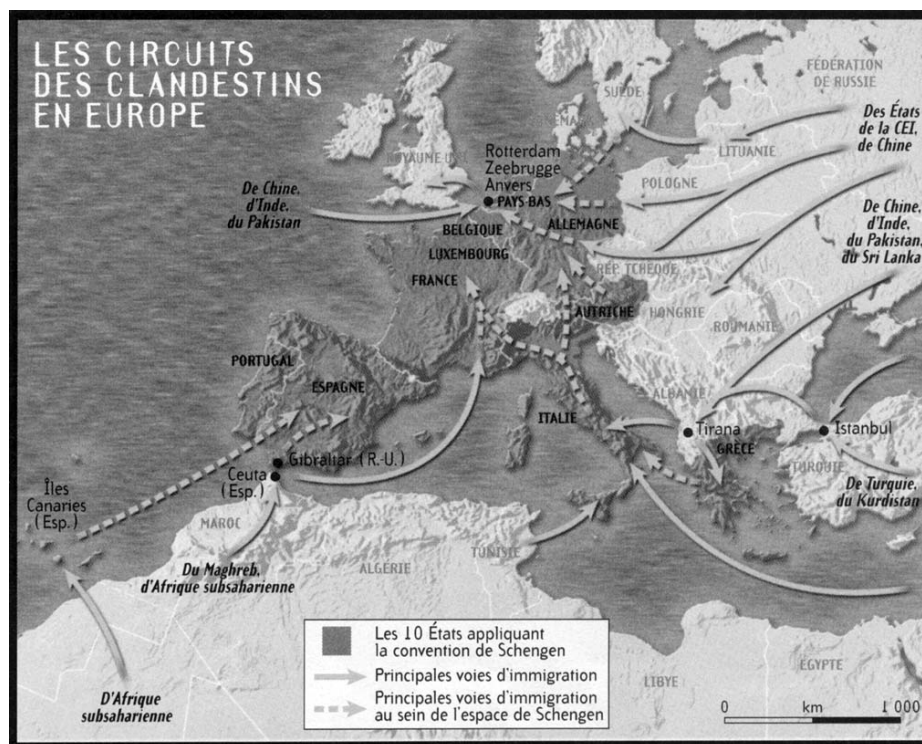 LES CIRCUITS
DES CLANDESTINS
EN EUROPE
FÉDÉRATION
DE RUSSIE
SUÈDE
Des États
de la CEI,
de Chine
LITUANIE
ROYAUME-UNI
Rotterdam
Zeebrugge
Anvers
PAYS-BAS
POLOGNE
De Chine,
d'Inde,
du Pakistan
ALLEMAGNE
BELGIQUE
LUXEMBOURG
De Chine,
d'Inde,
du Pakistan,
du Sri Lanka
RÉP. TCHÈQUE
FRANCE
AUTRICHE
HONGRIE
ROUMANIE
PORTUGAL
ESPAGNE
ITALIE
ALBANIE
Tirana
Istanbul
GRÈCE
TURQUIE
De Turquie,
du Kurdistan
Gibraltar (R.-U.)
Ceuta
(Esp.)
Îles
Canaries
(Esp.)
MAROC
ALGÉRIE
TUNISIE
Du Maghreb,
d'Afrique subsaharienne
D'Afrique
subsaharienne
LIBYE
ÉGYPTE
Les 10 États appliquant
la convention de Schengen
Principales voies d'immigration
Principales voies d'immigration
au sein de l'espace de Schengen
0 km 1 000